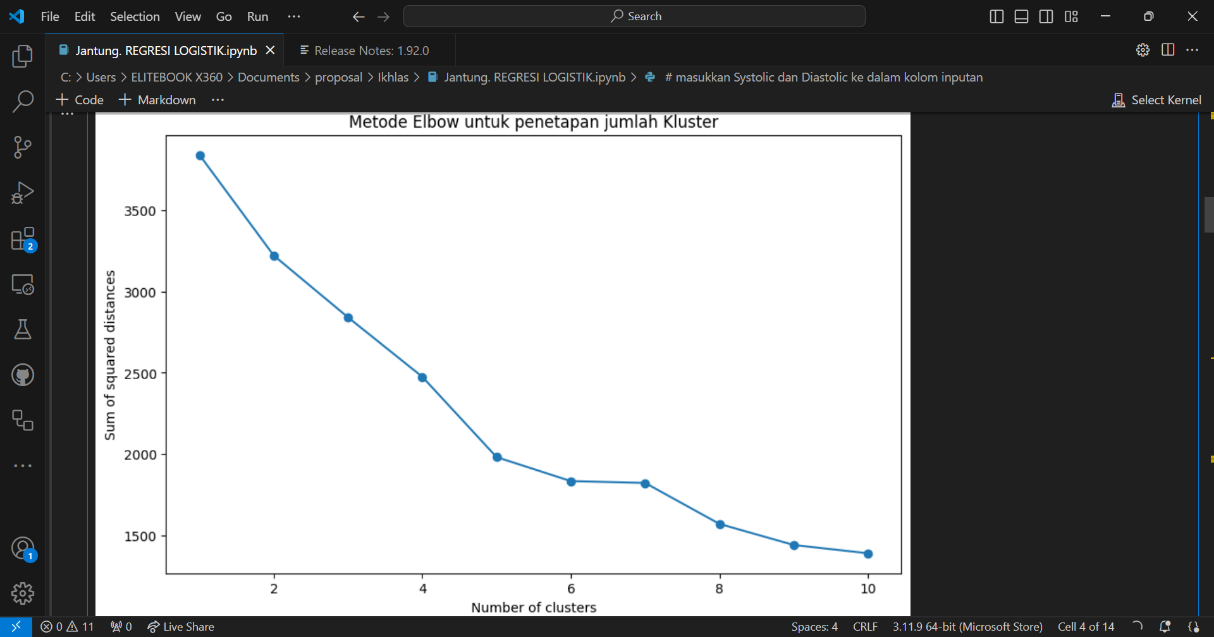 File Edit Selection View Go Run ··· Search
Jantung. REGRESI LOGISTIK.ipynb Release Notes: 1.92.0
C: > Users > ELITEBOOK X360 > Documents > proposal > Ikhlas > Jantung. REGRESI LOGISTIK.ipynb > # masukkan Systolic dan Diastolic ke dalam kolom inputan
+ Code + Markdown ··· Select Kernel
Metode Elbow untuk penetapan jumlah Kluster
3500
3000
2500
2000
1500
Sum of squared distances
2 4 6 8 10
Number of clusters
2
1
0 11 0 Live Share Spaces: 4 CRLF 3.11.9 64-bit (Microsoft Store) Cell 4 of 14